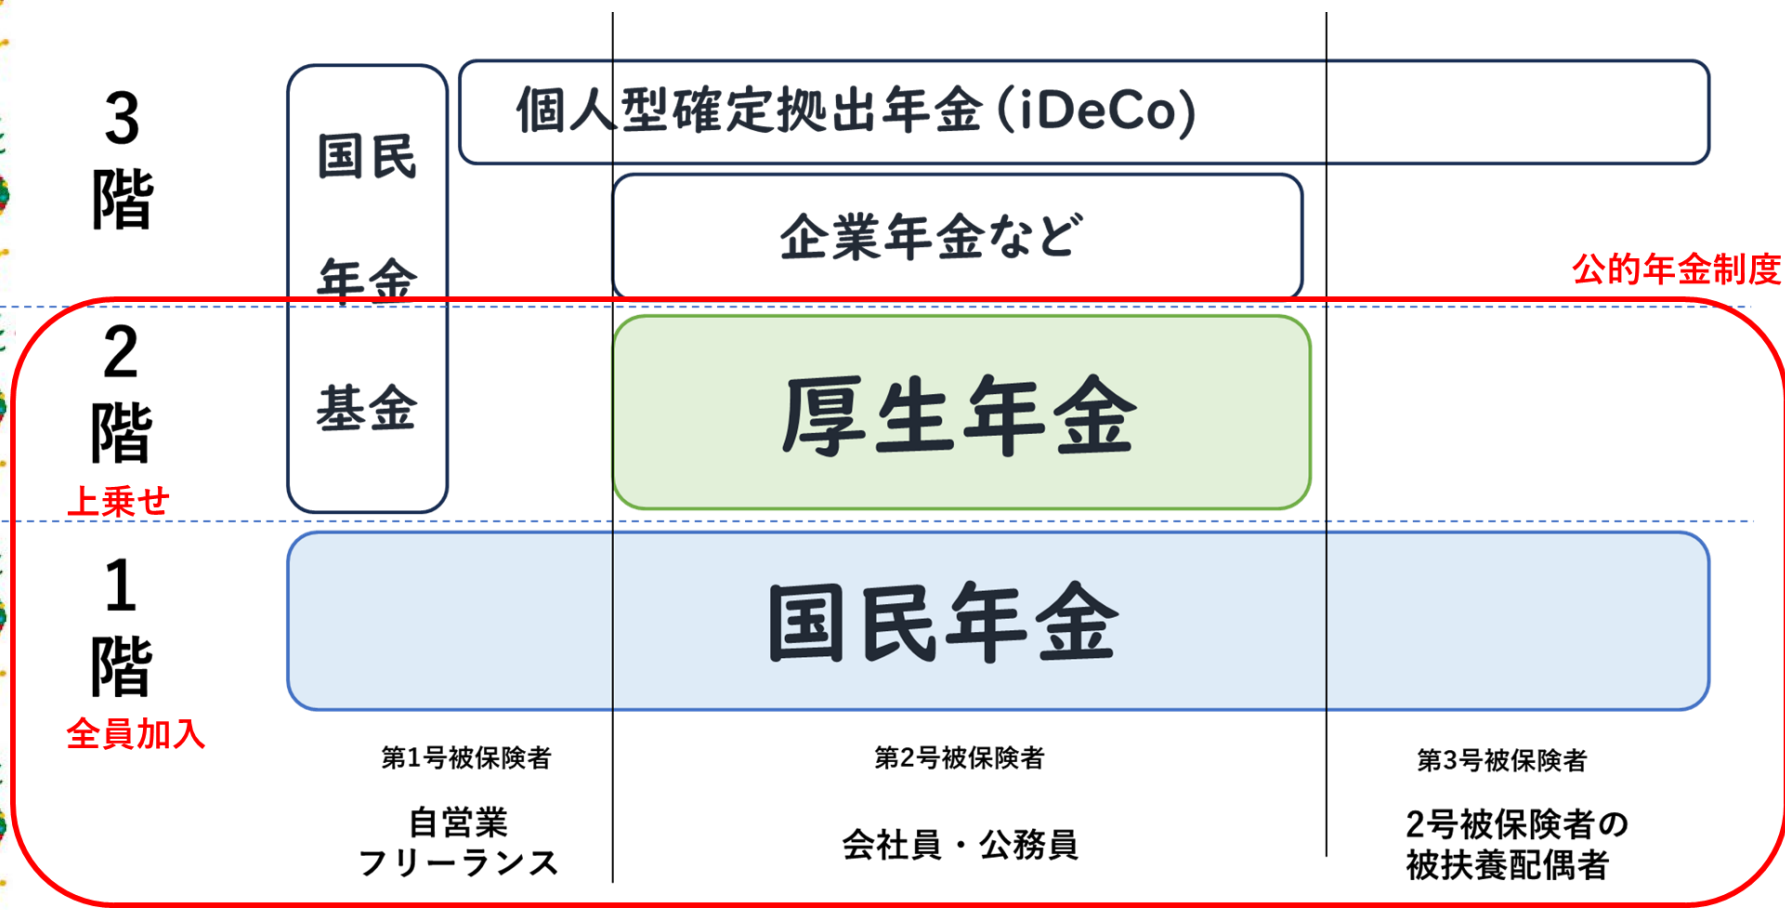 3
階
国民
年金
基金
個人型確定拠出年金(iDeCo)
企業年金など
公的年金制度
2
階
上乗せ
厚生年金
1
階
全員加入
国民年金
第1号被保険者
第2号被保険者
第3号被保険者
自営業
フリーランス
会社員・公務員
2号被保険者の
被扶養配偶者